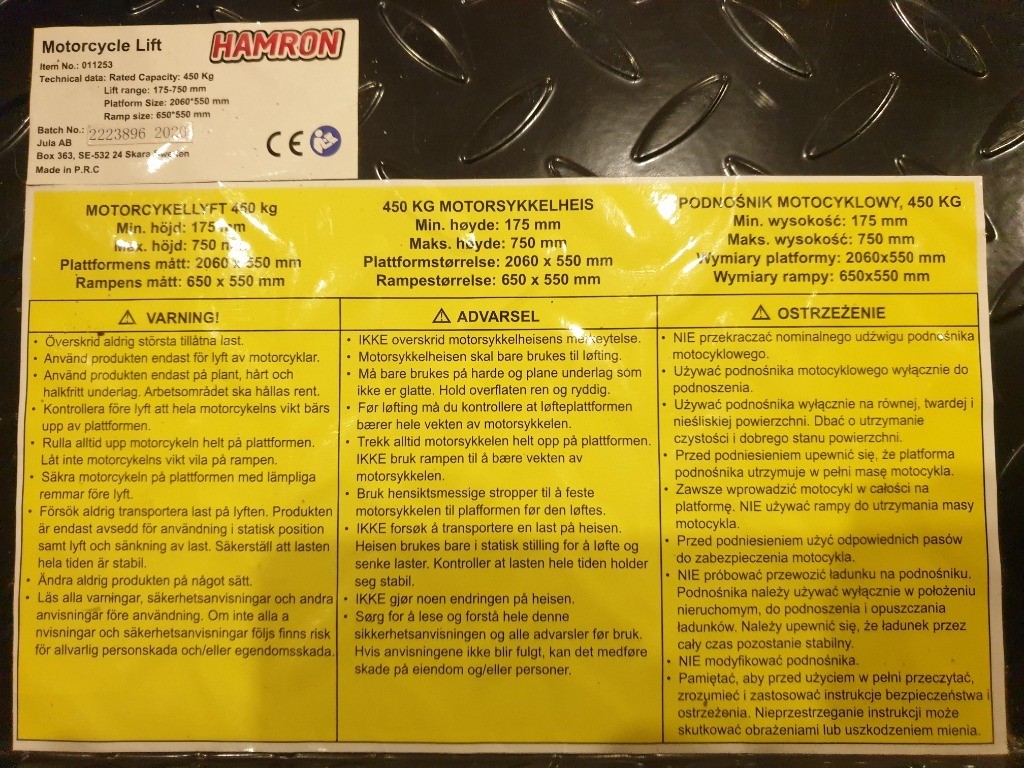 Motorcycle Lift
HAMRON
Item No.: 011253
Technical data: Rated Capacity: 450 Kg
Lift range: 175-750 mm
Platform Size: 2060*550 mm
Ramp size: 650*550 mm
Batch No.: 2223896 2020
Jula AB
Box 363, SE-532 24 Skara Sweden
Made in P.R.C
CE
MOTORCYKELLYFT 450 kg
Min. höjd: 175 mm
Max. höjd: 750 m
Plattformens mått: 2060 x 550 mm
Rampens mått: 650 x 550 mm
VARNING!
• Överskrid aldrig största tillåtna last.
• Använd produkten endast för lyft av motorcyklar.
• Använd produkten endast på plant, hårt och
halkfritt underlag. Arbetsområdet ska hållas rent.
• Kontrollera före lyft att hela motorcykelns vikt bärs
upp av plattformen.
• Rulla alltid upp motorcykeln helt på plattformen.
Låt inte motorcykelns vikt vila på rampen.
• Säkra motorcykeln på plattformen med lämpliga
remmar före lyft.
• Försök aldrig transportera last på lyften. Produkten
är endast avsedd för användning i statisk position
samt lyft och sänkning av last. Säkerställ att lasten
hela tiden är stabil.
• Ändra aldrig produkten på något sätt.
• Läs alla varningar, säkerhetsanvisningar och andra
anvisningar före användning. Om inte alla a
nvisningar och säkerhetsanvisningar följs finns risk
för allvarlig personskada och/eller egendomsskada.
450 KG MOTORSYKKELHEIS
Min. høyde: 175 mm
Maks. høyde: 750 mm
Plattformstørrelse: 2060 x 550 mm
Rampestørrelse: 650 x 550 mm
ADVARSEL
• IKKE overskrid motorsykkelheisens merkeytelse.
• Motorsykkelheisen skal bare brukes til løfting.
• Må bare brukes på harde og plane underlag som
ikke er glatte. Hold overflaten ren og ryddig.
• Før løfting må du kontrollere at løfteplattformen
bærer hele vekten av motorsykkelen.
• Trekk alltid motorsykkelen helt opp på plattformen.
IKKE bruk rampen til å bære vekten av
motorsykkelen.
• Bruk hensiktsmessige stropper til å feste
motorsykkelen til plafformen før den løftes.
• IKKE forsøk å transportere en last på heisen.
Heisen brukes bare i statisk stilling for å løfte og
senke laster. Kontroller at lasten hele tiden holder
seg stabil.
• IKKE gjør noen endringen på heisen.
• Sørg for å lese og forstå hele denne
sikkerhetsanvisningen og alle advarsler før bruk.
Hvis anvisningene ikke blir fulgt, kan det medføre
skade på eiendom og/eller personer.
PODNOŚNIK MOTOCYKLOWY, 450 KG
Min. wysokość: 175 mm
Maks. wysokość: 750 mm
Wymiary platformy: 2060x550 mm
Wymiary rampy: 650x550 mm
OSTRZEŻENIE
• NIE przekraczać nominalnego udźwigu podnośnika
motocyklowego.
• Używać podnośnika motocyklowego wyłącznie do
podnoszenia.
• Używać podnośnika wyłącznie na równej, twardej i
nieśliskiej powierzchni. Dbać o utrzymanie
czystości i dobrego stanu powierzchni.
• Przed podniesieniem upewnić się, że platforma
podnośnika utrzymuje w pełni masę motocykla.
• Zawsze wprowadzić motocykl w całości na
platformę. NIE używać rampy do utrzymania masy
motocykla.
• Przed podniesieniem użyć odpowiednich pasów
do zabezpieczenia motocykla.
• NIE próbować przewozić ładunku na podnośniku.
Podnośnika należy używać wyłącznie w położeniu
nieruchomym, do podnoszenia i opuszczania
ładunków. Należy upewnić się, że ładunek przez
cały czas pozostanie stabilny.
• NIE modyfikować podnośnika.
• Pamiętać, aby przed użyciem w pełni przeczytać,
zrozumieć i zastosować instrukcje bezpieczeństwa i
ostrzeżenia. Nieprzestrzeganie instrukcji może
skutkować obrażeniami lub uszkodzeniem mienia.